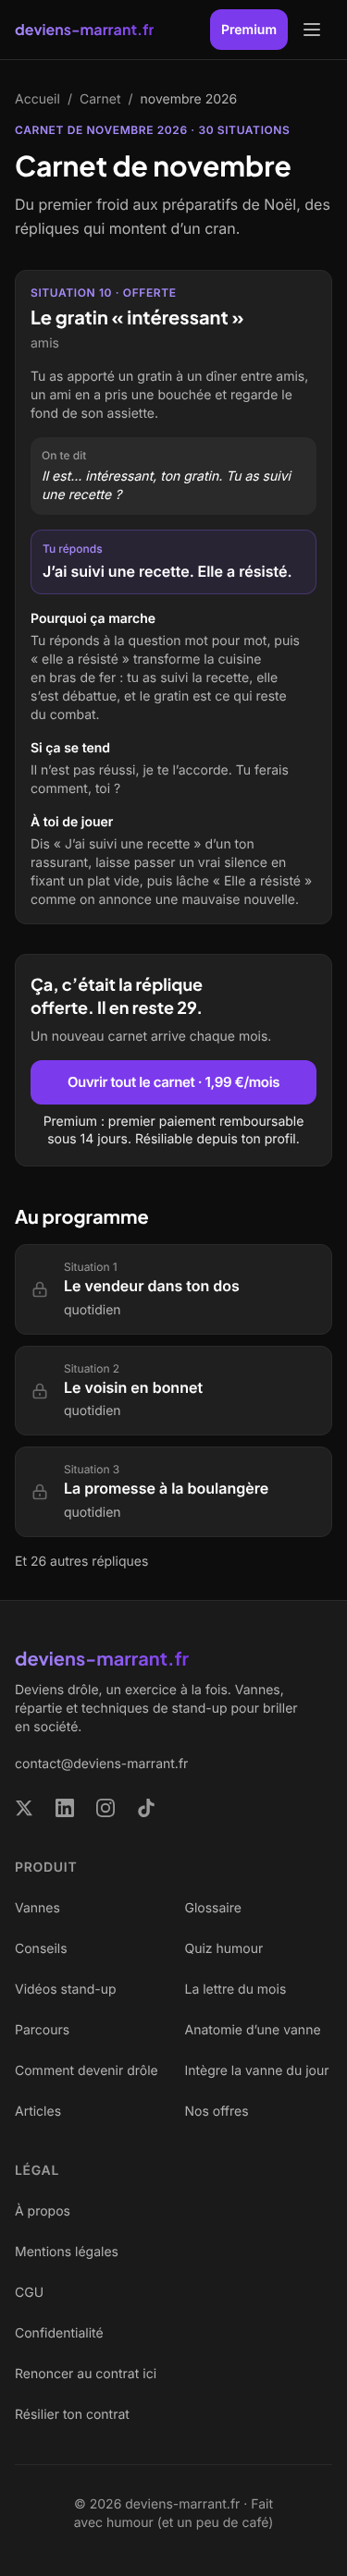 deviens-marrant.fr
Premium
Accueil / Carnet / novembre 2026
CARNET DE NOVEMBRE 2026 · 30 SITUATIONS
Carnet de novembre
Du premier froid aux préparatifs de Noël, des
répliques qui montent d’un cran.
SITUATION 10 · OFFERTE
Le gratin « intéressant »
amis
Tu as apporté un gratin à un dîner entre amis,
un ami en a pris une bouchée et regarde le
fond de son assiette.
On te dit
Il est… intéressant, ton gratin. Tu as suivi
une recette ?
Tu réponds
J’ai suivi une recette. Elle a résisté.
Pourquoi ça marche
Tu réponds à la question mot pour mot, puis
« elle a résisté » transforme la cuisine
en bras de fer : tu as suivi la recette, elle
s’est débattue, et le gratin est ce qui reste
du combat.
Si ça se tend
Il n’est pas réussi, je te l’accorde. Tu ferais
comment, toi ?
À toi de jouer
Dis « J’ai suivi une recette » d’un ton
rassurant, laisse passer un vrai silence en
fixant un plat vide, puis lâche « Elle a résisté »
comme on annonce une mauvaise nouvelle.
Ça, c’était la réplique
offerte. Il en reste 29.
Un nouveau carnet arrive chaque mois.
Ouvrir tout le carnet · 1,99 €/mois
Premium : premier paiement remboursable
sous 14 jours. Résiliable depuis ton profil.
Au programme
Situation 1
Le vendeur dans ton dos
quotidien
Situation 2
Le voisin en bonnet
quotidien
Situation 3
La promesse à la boulangère
quotidien
Et 26 autres répliques
deviens-marrant.fr
Deviens drôle, un exercice à la fois. Vannes,
répartie et techniques de stand-up pour briller
en société.
contact@deviens-marrant.fr
PRODUIT
Vannes
Glossaire
Conseils
Quiz humour
Vidéos stand-up
La lettre du mois
Parcours
Anatomie d’une vanne
Comment devenir drôle
Intègre la vanne du jour
Articles
Nos offres
LÉGAL
À propos
Mentions légales
CGU
Confidentialité
Renoncer au contrat ici
Résilier ton contrat
© 2026 deviens-marrant.fr · Fait
avec humour (et un peu de café)